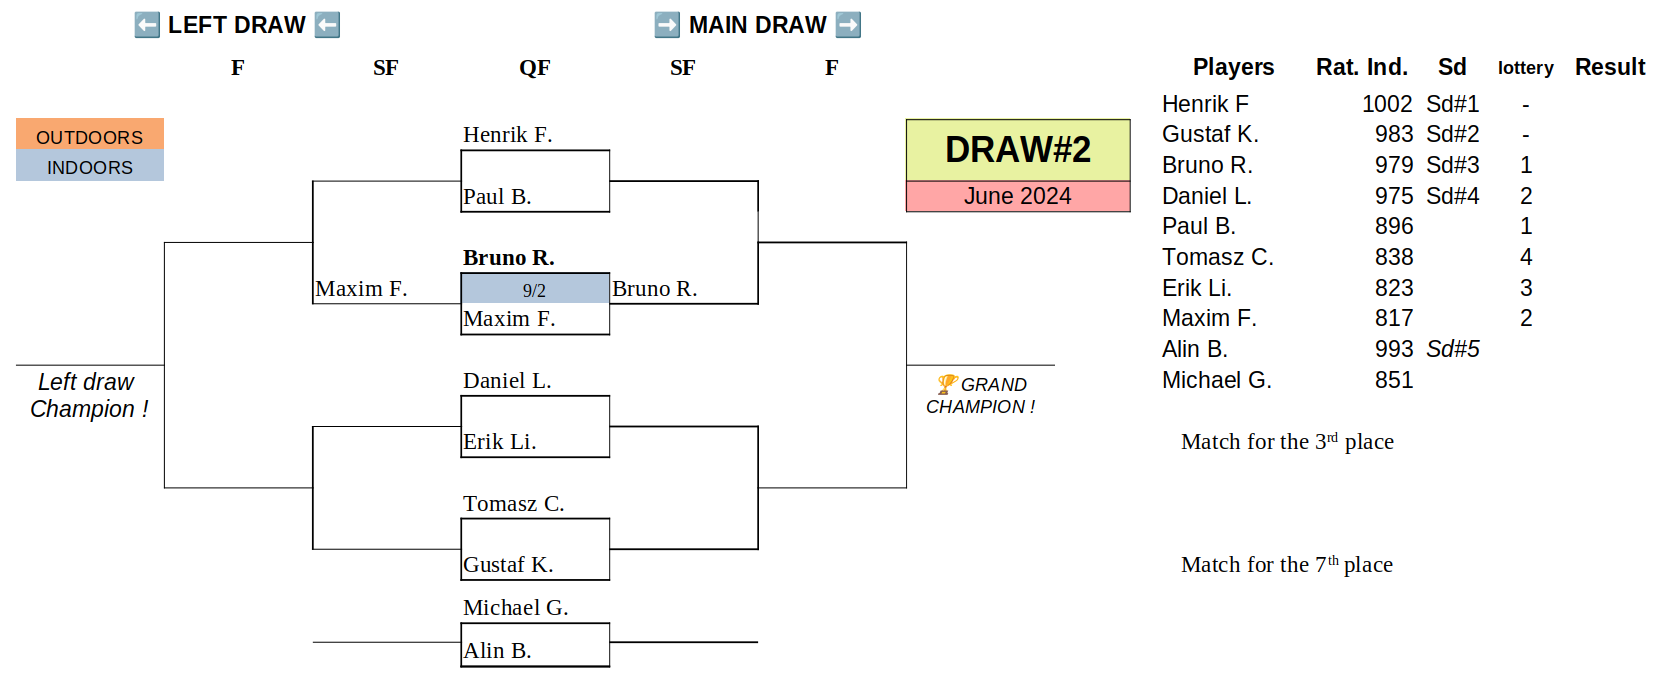 ⬅️ LEFT DRAW ⬅️ ➡️ MAIN DRAW ➡️
F SF QF SF F
Players Rat. Ind. Sd lottery Result
OUTDOORS
INDOORS
Henrik F.
Paul B.
Bruno R.
Maxim F. 9/2 Bruno R.
Maxim F.
Daniel L.
Erik Li.
Tomasz C.
Gustaf K.
Michael G.
Alin B.
Left draw
Champion !
DRAW#2
June 2024
🏆GRAND
CHAMPION !
Henrik F 1002 Sd#1 -
Gustaf K. 983 Sd#2 -
Bruno R. 979 Sd#3 1
Daniel L. 975 Sd#4 2
Paul B. 896 1
Tomasz C. 838 4
Erik Li. 823 3
Maxim F. 817 2
Alin B. 993 Sd#5
Michael G. 851
Match for the 3rd place
Match for the 7th place